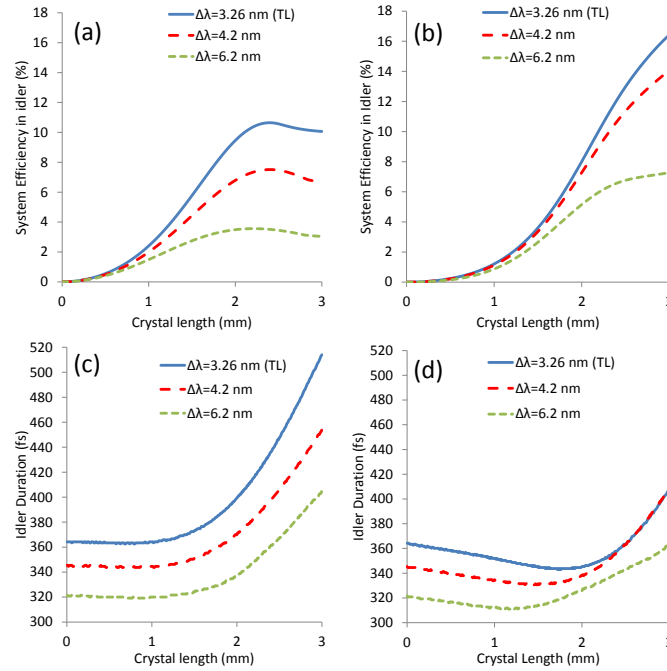 (a)
Δλ=3.26 nm (TL)
Δλ=4.2 nm
Δλ=6.2 nm
System Efficiency in idler (%)
18
16
14
12
10
8
6
4
2
0
0 1 2 3
Crystal length (mm)
(b)
Δλ=3.26 nm (TL)
Δλ=4.2 nm
Δλ=6.2 nm
System Efficiency in idler (%)
18
16
14
12
10
8
6
4
2
0
0 1 2 3
Crystal Length (mm)
(c)
Δλ=3.26 nm (TL)
Δλ=4.2 nm
Δλ=6.2 nm
Idler Duration (fs)
520
500
480
460
440
420
400
380
360
340
320
300
0 1 2 3
Crystal length (mm)
(d)
Δλ=3.26 nm (TL)
Δλ=4.2 nm
Δλ=6.2 nm
Idler Duration (fs)
520
500
480
460
440
420
400
380
360
340
320
300
0 1 2 3
Crystal length (mm)